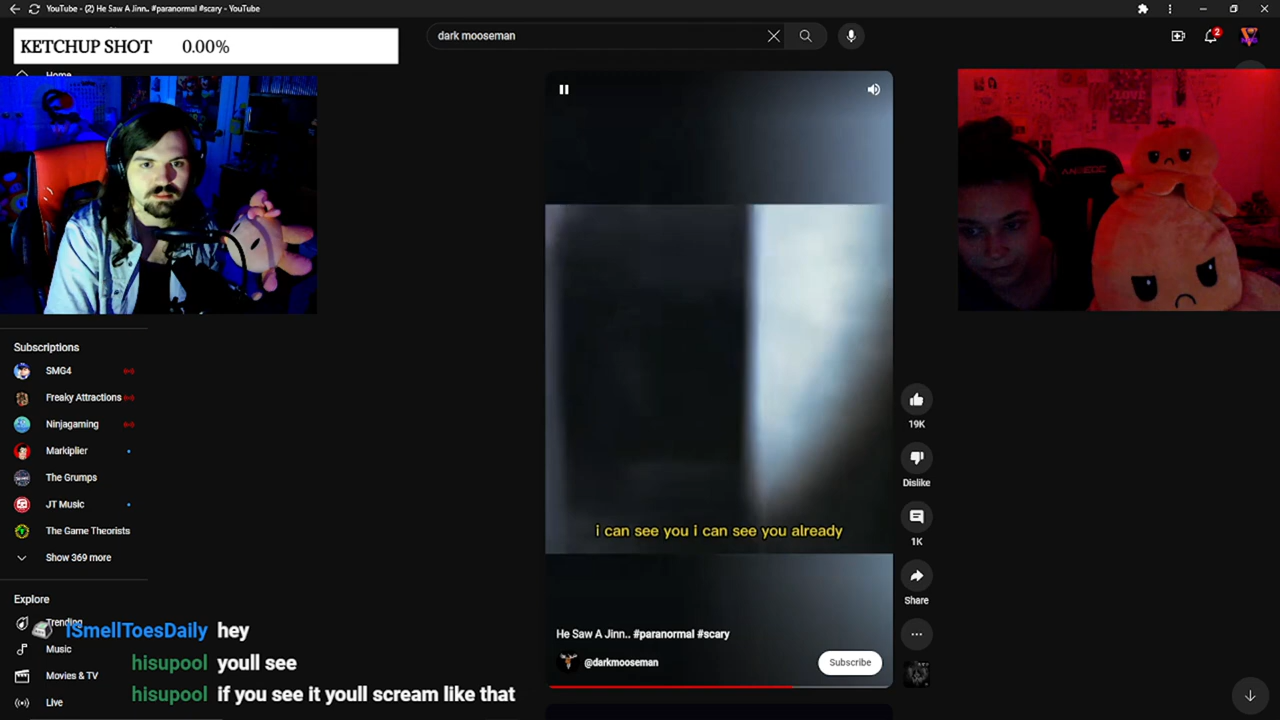 YouTube - (2) He Saw A Jinn.. #paranormal #scary - YouTube
KETCHUP SHOT 0.00%
dark mooseman
2
Home
LOVE
Subscriptions
SMG4
Freaky Attractions
Ninjagaming
Markiplier
The Grumps
JT Music
The Game Theorists
Show 369 more
Explore
Trending
Music
Movies & TV
Live
iSmellToesDaily hey
hisupool youll see
hisupool if you see it youll scream like that
i can see you i can see you already
He Saw A Jinn.. #paranormal #scary
@darkmooseman
Subscribe
19K
Dislike
1K
Share